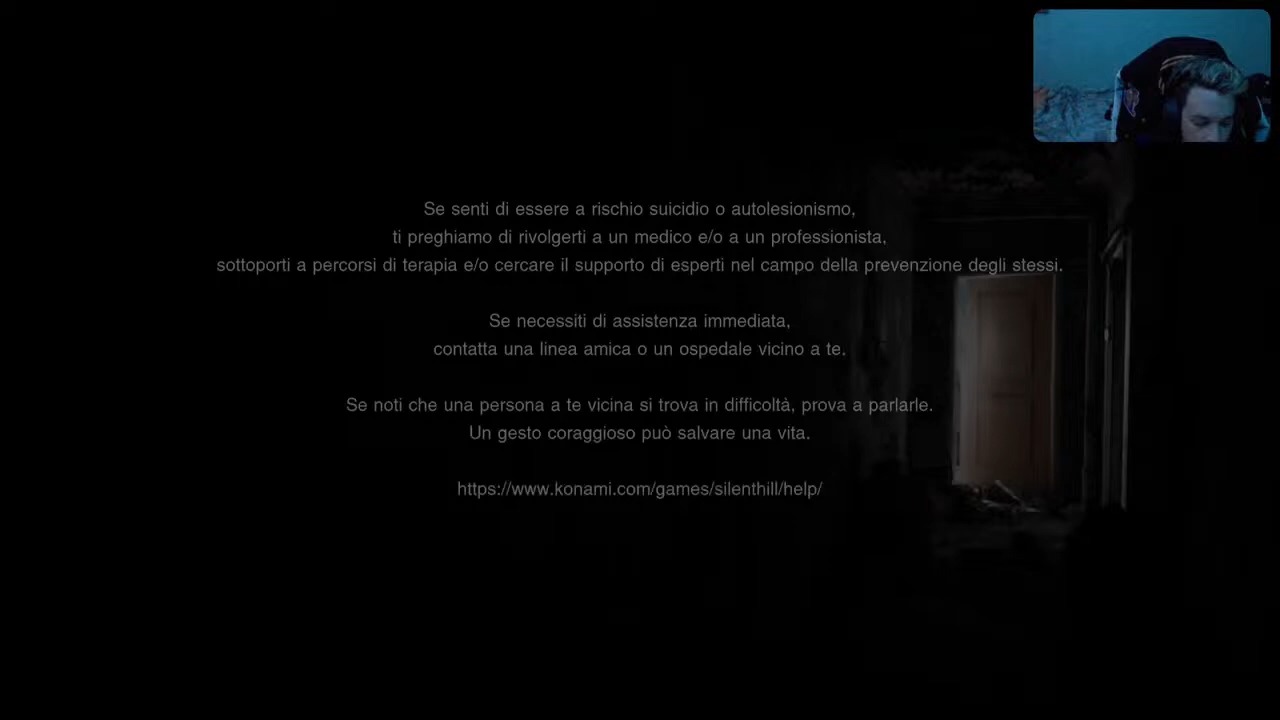 Se senti di essere a rischio suicidio o autolesionismo,
ti preghiamo di rivolgerti a un medico e/o a un professionista,
sottoporti a percorsi di terapia e/o cercare il supporto di esperti nel campo della prevenzione degli stessi.
Se necessiti di assistenza immediata,
contatta una linea amica o un ospedale vicino a te.
Se noti che una persona a te vicina si trova in difficoltà, prova a parlarle.
Un gesto coraggioso può salvare una vita.
https://www.konami.com/games/silenthill/help/